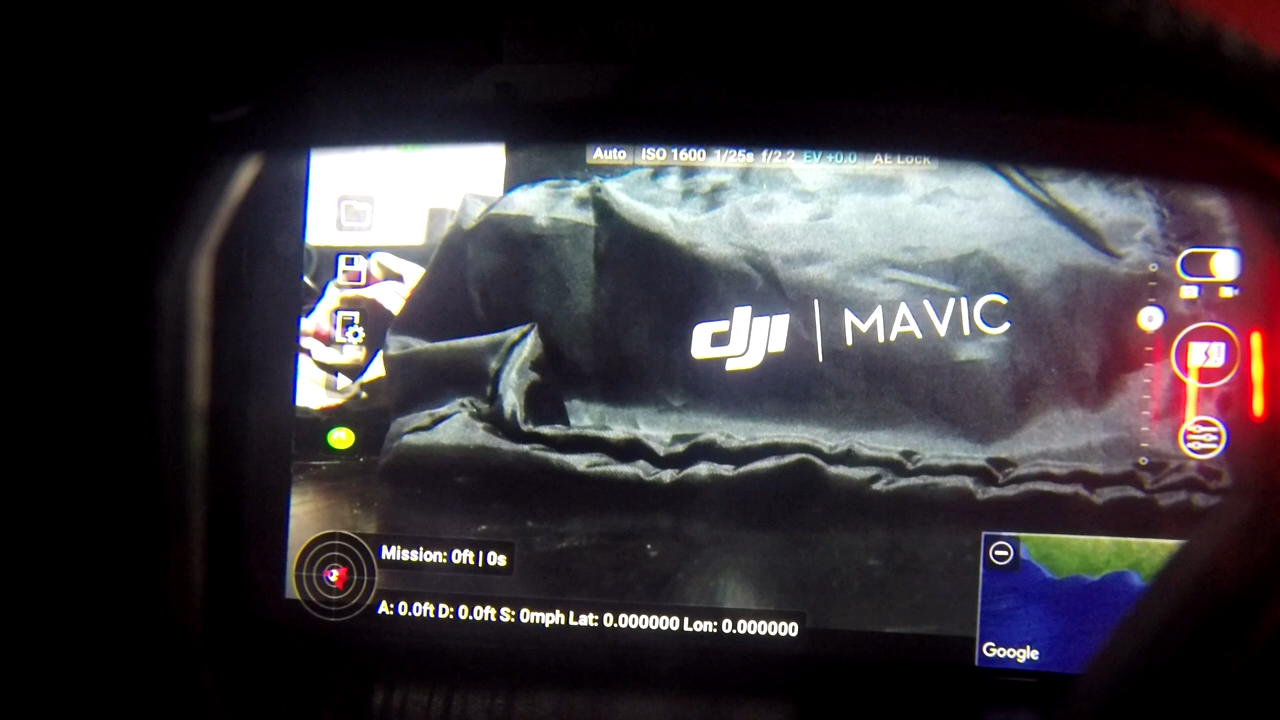 Auto ISO 1600 1/25s f/2.2 EV +0.0 AE Lock
dji | MAVIC
Mission: 0ft | 0s
A: 0.0ft D: 0.0ft S: 0mph Lat: 0.000000 Lon: 0.000000
Google